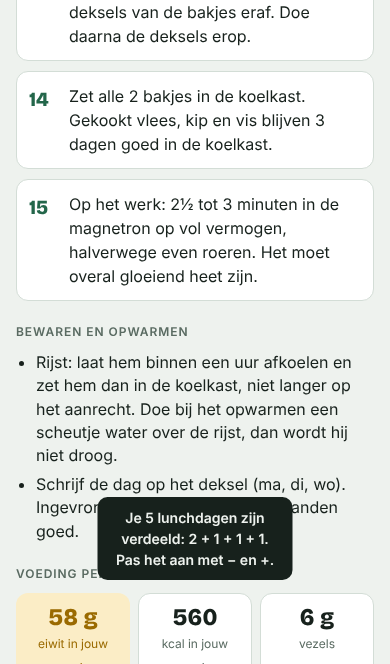 deksels van de bakjes eraf. Doe
daarna de deksels erop.
14
Zet alle 2 bakjes in de koelkast.
Gekookt vlees, kip en vis blijven 3
dagen goed in de koelkast.
15
Op het werk: 2½ tot 3 minuten in de
magnetron op vol vermogen,
halverwege even roeren. Het moet
overal gloeiend heet zijn.
BEWAREN EN OPWARMEN
• Rijst: laat hem binnen een uur afkoelen en
zet hem dan in de koelkast, niet langer op
het aanrecht. Doe bij het opwarmen een
scheutje water over de rijst, dan wordt hij
niet droog.
• Schrijf de dag op het deksel (ma, di, wo).
goed.
Je 5 lunchdagen zijn
verdeeld: 2 + 1 + 1 + 1.
Pas het aan met − en +.
VOEDING
58 g
eiwit in jouw
560
kcal in jouw
6 g
vezels